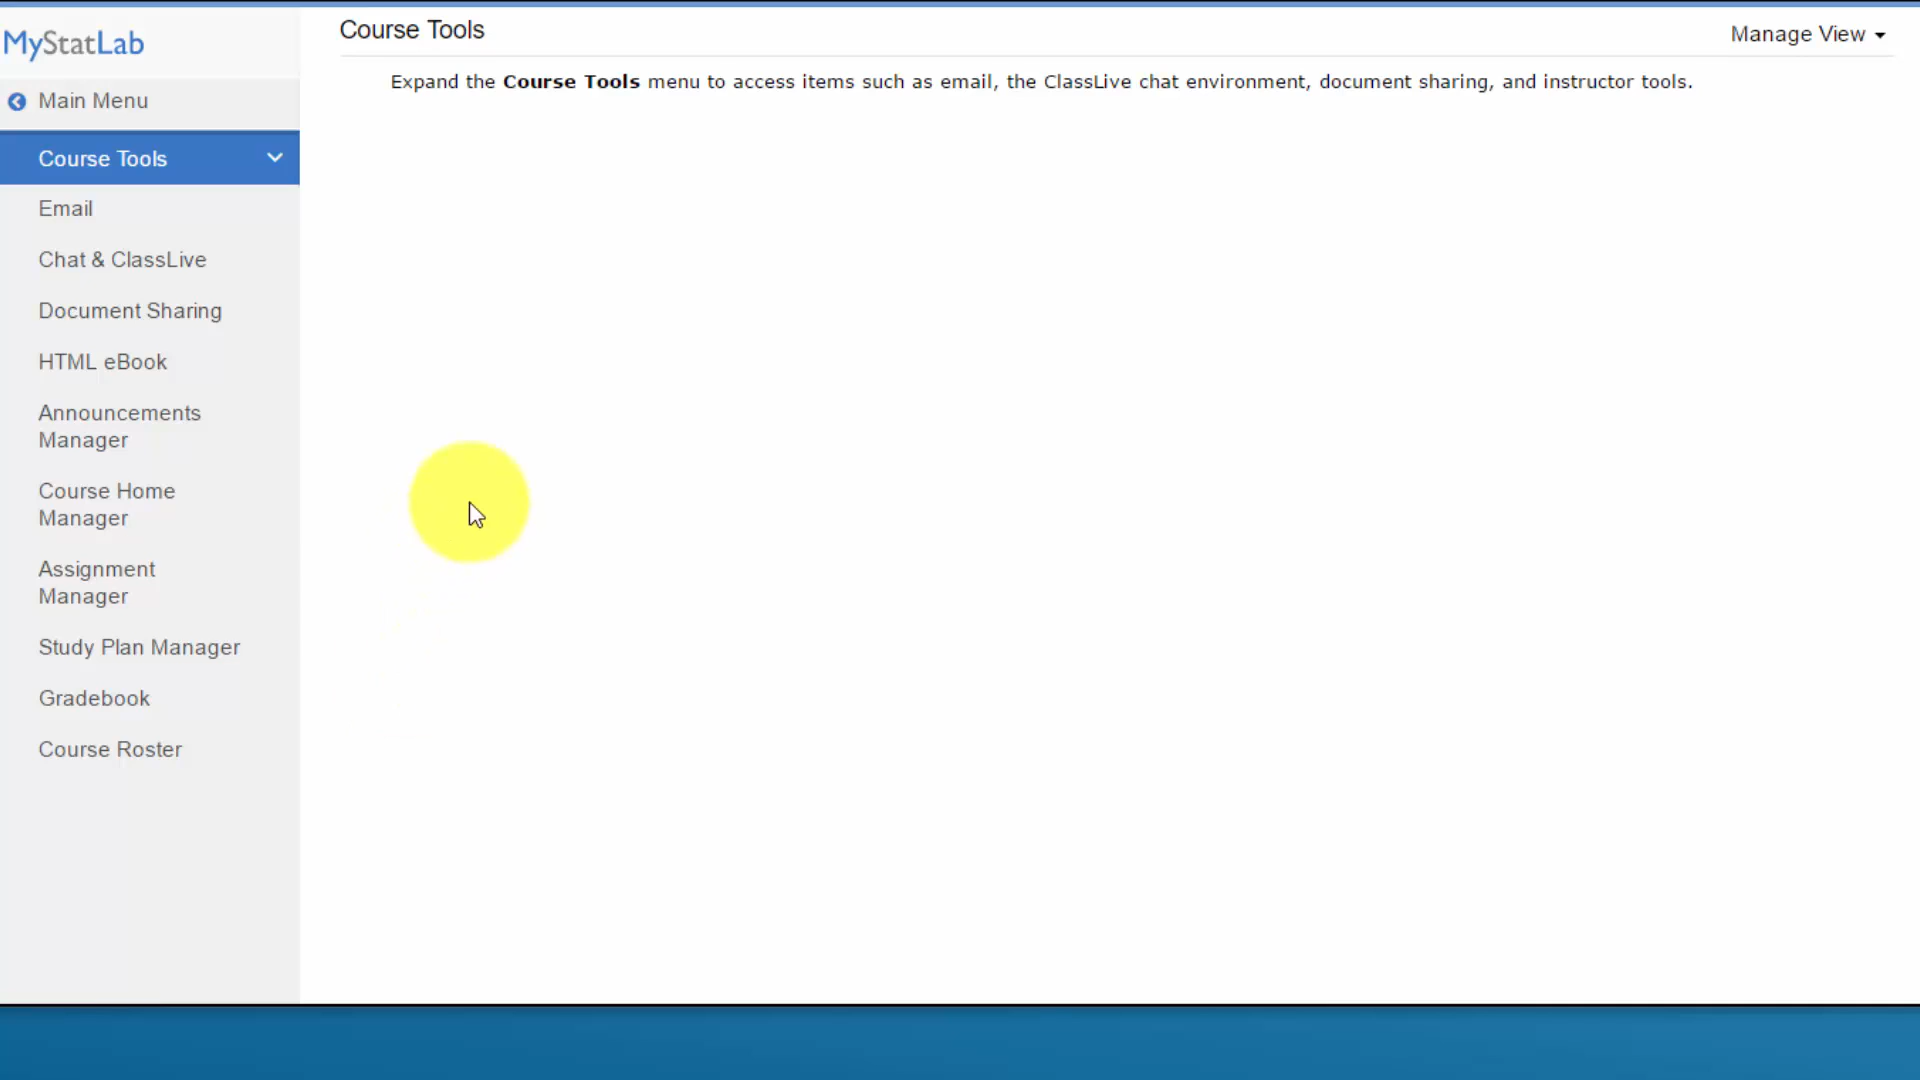 MyStatLab
Main Menu
Course Tools
Email
Chat & ClassLive
Document Sharing
HTML eBook
Announcements
Manager
Course Home
Manager
Assignment
Manager
Study Plan Manager
Gradebook
Course Roster
Course Tools
Manage View
Expand the Course Tools menu to access items such as email, the ClassLive chat environment, document sharing, and instructor tools.